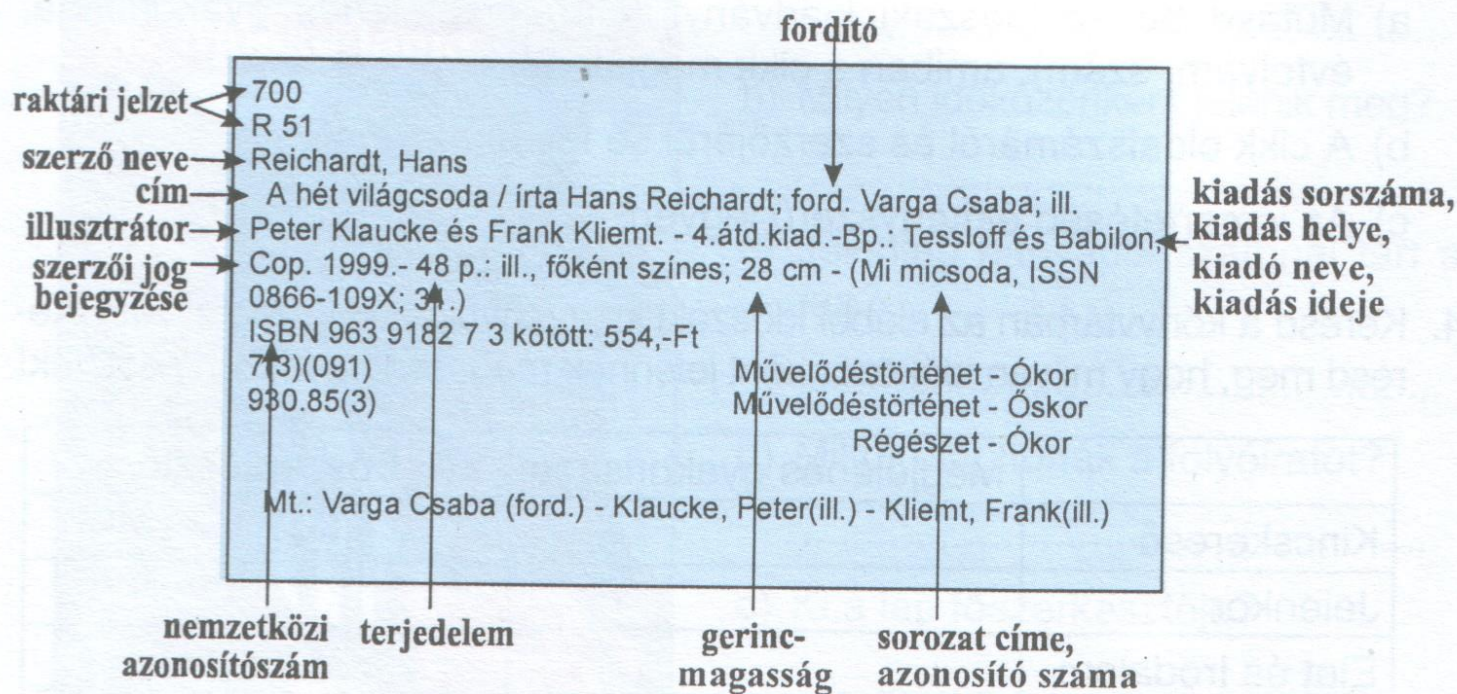 fordító
raktári jelzet
700
R 51
szerző neve
Reichardt, Hans
cím
A hét világcsoda / írta Hans Reichardt; ford. Varga Csaba; ill.
illusztrátor
Peter Klaucke és Frank Kliemt. - 4.átd.kiad.-Bp.: Tessloff és Babilon,
kiadás sorszáma,
kiadás helye,
kiadó neve,
kiadás ideje
szerzői jog
bejegyzése
Cop. 1999.- 48 p.: ill., főként színes; 28 cm - (Mi micsoda, ISSN
0866-109X; 31.)
ISBN 963 9182 7 3 kötött: 554,-Ft
7(3)(091) Művelődéstörténet - Ókor
930.85(3) Művelődéstörténet - Őskor
Régészet - Ókor
Mt.: Varga Csaba (ford.) - Klaucke, Peter(ill.) - Kliemt, Frank(ill.)
nemzetközi
azonosítószám
terjedelem
gerinc-
magasság
sorozat címe,
azonosító száma